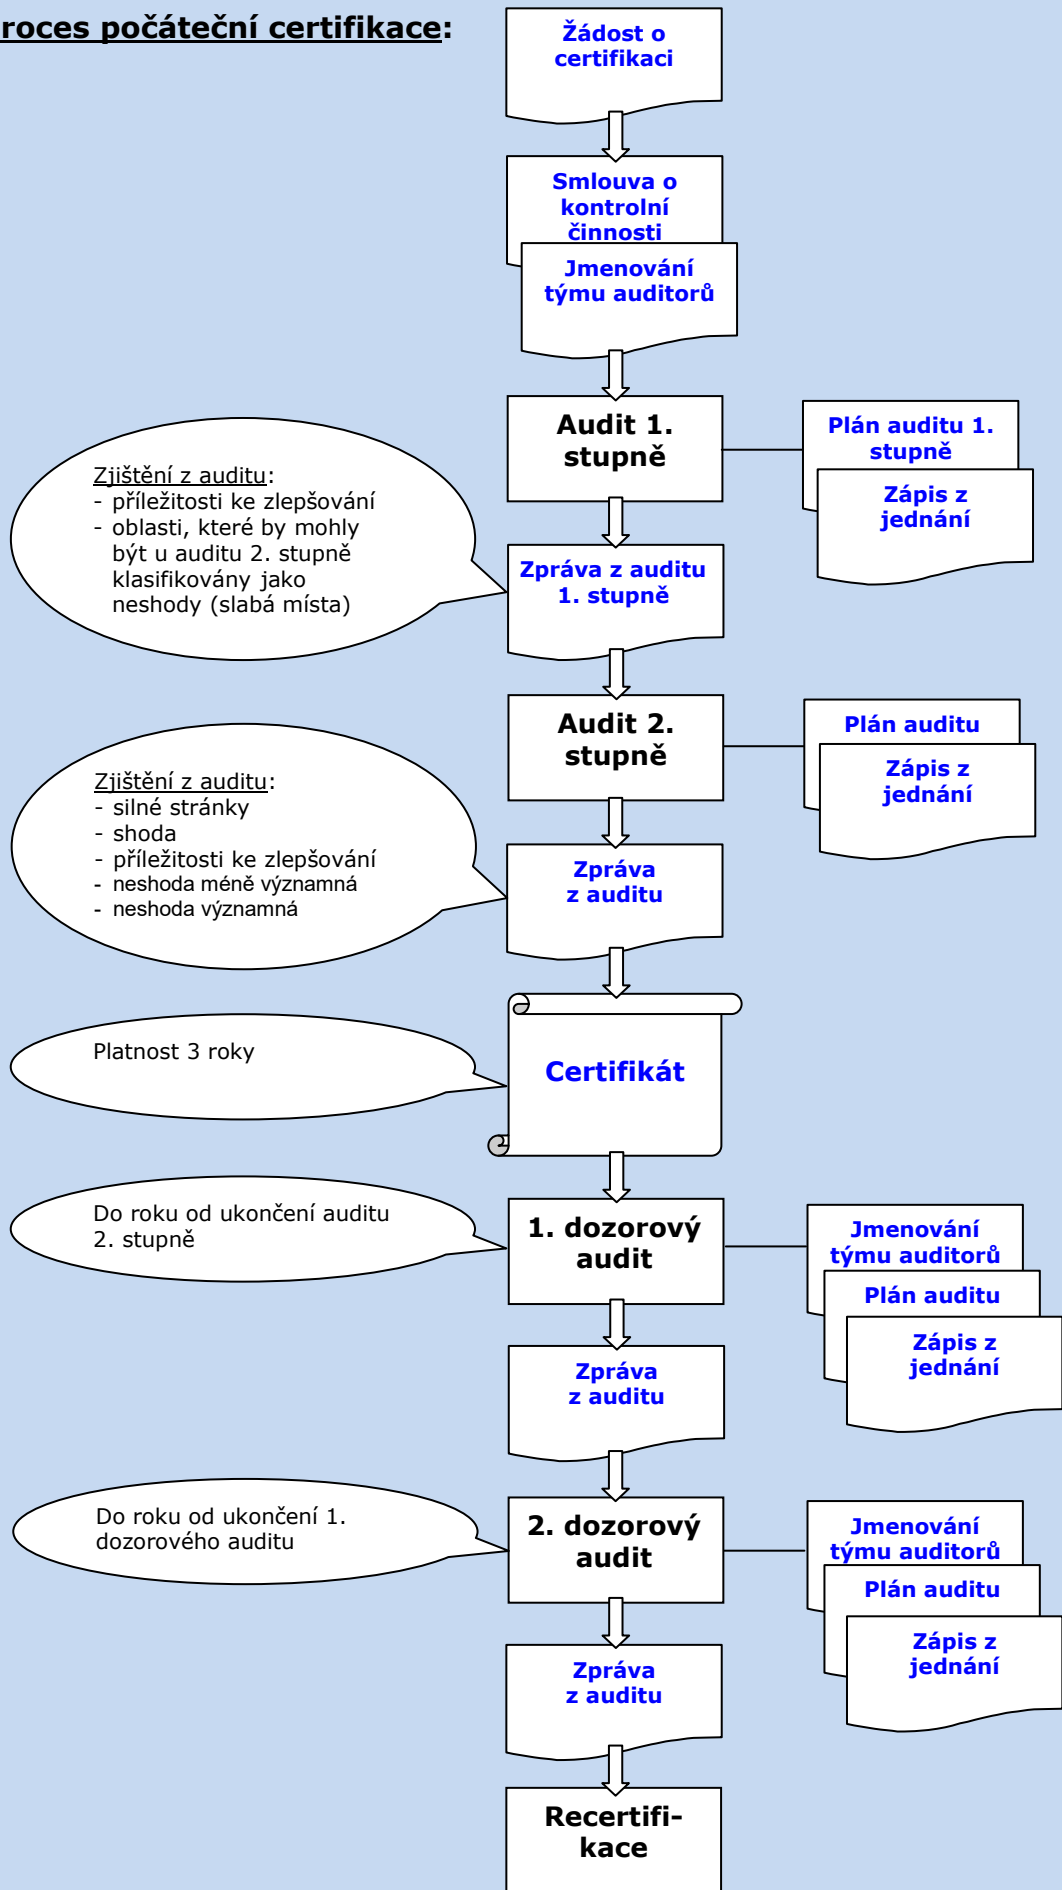 roces počáteční certifikace:
Žádost o
certifikaci
Smlouva o
kontrolní
činnosti
Jmenování
týmu auditorů
Audit 1.
stupně
Plán auditu 1.
stupně
Zápis z
jednání
Zjištění z auditu:
- příležitosti ke zlepšování
- oblasti, které by mohly
být u auditu 2. stupně
klasifikovány jako
neshody (slabá místa)
Zpráva z auditu
1. stupně
Audit 2.
stupně
Plán auditu
Zápis z
jednání
Zjištění z auditu:
- silné stránky
- shoda
- příležitosti ke zlepšování
- neshoda méně významná
- neshoda významná
Zpráva
z auditu
Platnost 3 roky
Certifikát
Do roku od ukončení auditu
2. stupně
1. dozorový
audit
Jmenování
týmu auditorů
Plán auditu
Zápis z
jednání
Zpráva
z auditu
Do roku od ukončení 1.
dozorového auditu
2. dozorový
audit
Jmenování
týmu auditorů
Plán auditu
Zápis z
jednání
Zpráva
z auditu
Recertifi-
kace